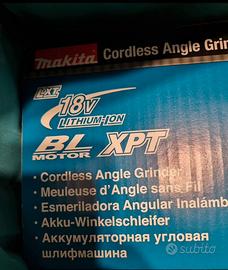 Makita Cordless Angle Grin
LXT
18V
LITHIUM-ION
BL XPT
MOTOR
• Cordless Angle Grinder
• Meuleuse d'Angle sans Fil
• Esmeriladora Angular Inalámb
• Akku-Winkelschleifer
• Аккумуляторная угловая
шлифмашина
subito